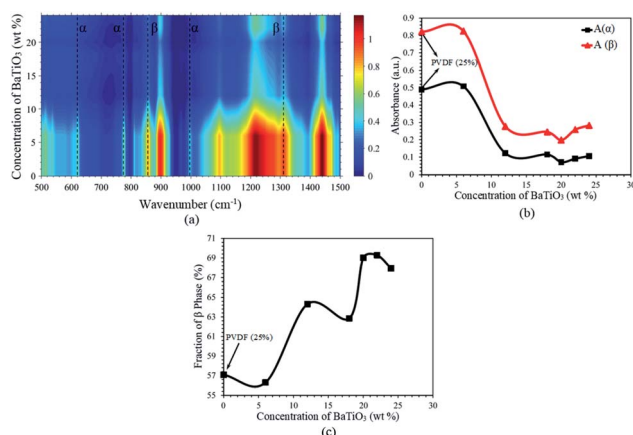 α α β α β
Concentration of BaTiO₃ (wt %)
20
15
10
5
0
500 600 700 800 900 1000 1100 1200 1300 1400 1500
Wavenumber (cm⁻¹)
(a)
1
0.8
0.6
0.4
0.2
0
Absorbance (a.u.)
0.9
0.8
0.7
0.6
0.5
0.4
0.3
0.2
0.1
0
A(α) A (β)
PVDF (25%)
0 5 10 15 20 25 30
Concentration of BaTiO₃ (wt %)
(b)
Fraction of β Phase (%)
71
69
67
65
63
61
59
57
55
PVDF (25%)
0 5 10 15 20 25 30
Concentration of BaTiO₃ (wt %)
(c)